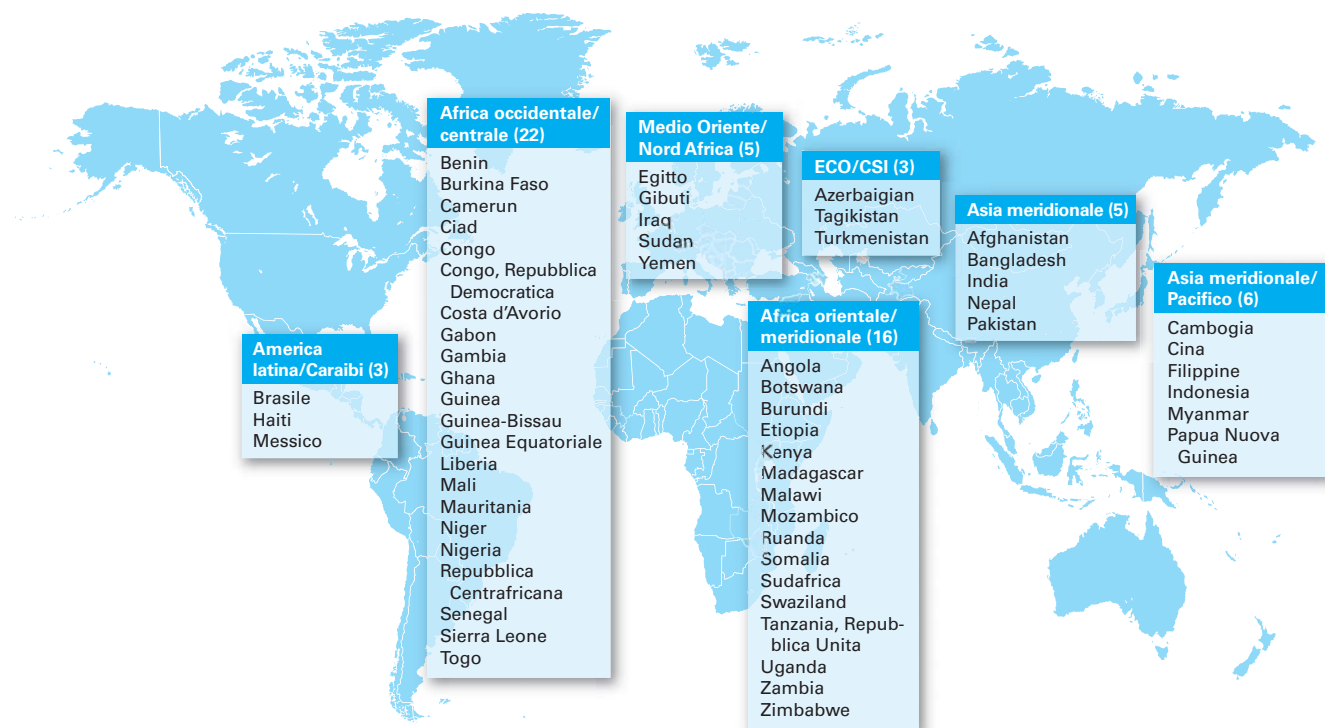 Africa occidentale/
centrale (22)
Benin
Burkina Faso
Camerun
Ciad
Congo
Congo, Repubblica
Democratica
Costa d'Avorio
Gabon
Gambia
Ghana
Guinea
Guinea-Bissau
Guinea Equatoriale
Liberia
Mali
Mauritania
Niger
Nigeria
Repubblica
Centrafricana
Senegal
Sierra Leone
Togo
Medio Oriente/
Nord Africa (5)
Egitto
Gibuti
Iraq
Sudan
Yemen
ECO/CSI (3)
Azerbaigian
Tagikistan
Turkmenistan
Asia meridionale (5)
Afghanistan
Bangladesh
India
Nepal
Pakistan
Asia meridionale/
Pacifico (6)
Cambogia
Cina
Filippine
Indonesia
Myanmar
Papua Nuova
Guinea
America
latina/Caraibi (3)
Brasile
Haiti
Messico
Africa orientale/
meridionale (16)
Angola
Botswana
Burundi
Etiopia
Kenya
Madagascar
Malawi
Mozambico
Ruanda
Somalia
Sudafrica
Swaziland
Tanzania, Repub-
blica Unita
Uganda
Zambia
Zimbabwe